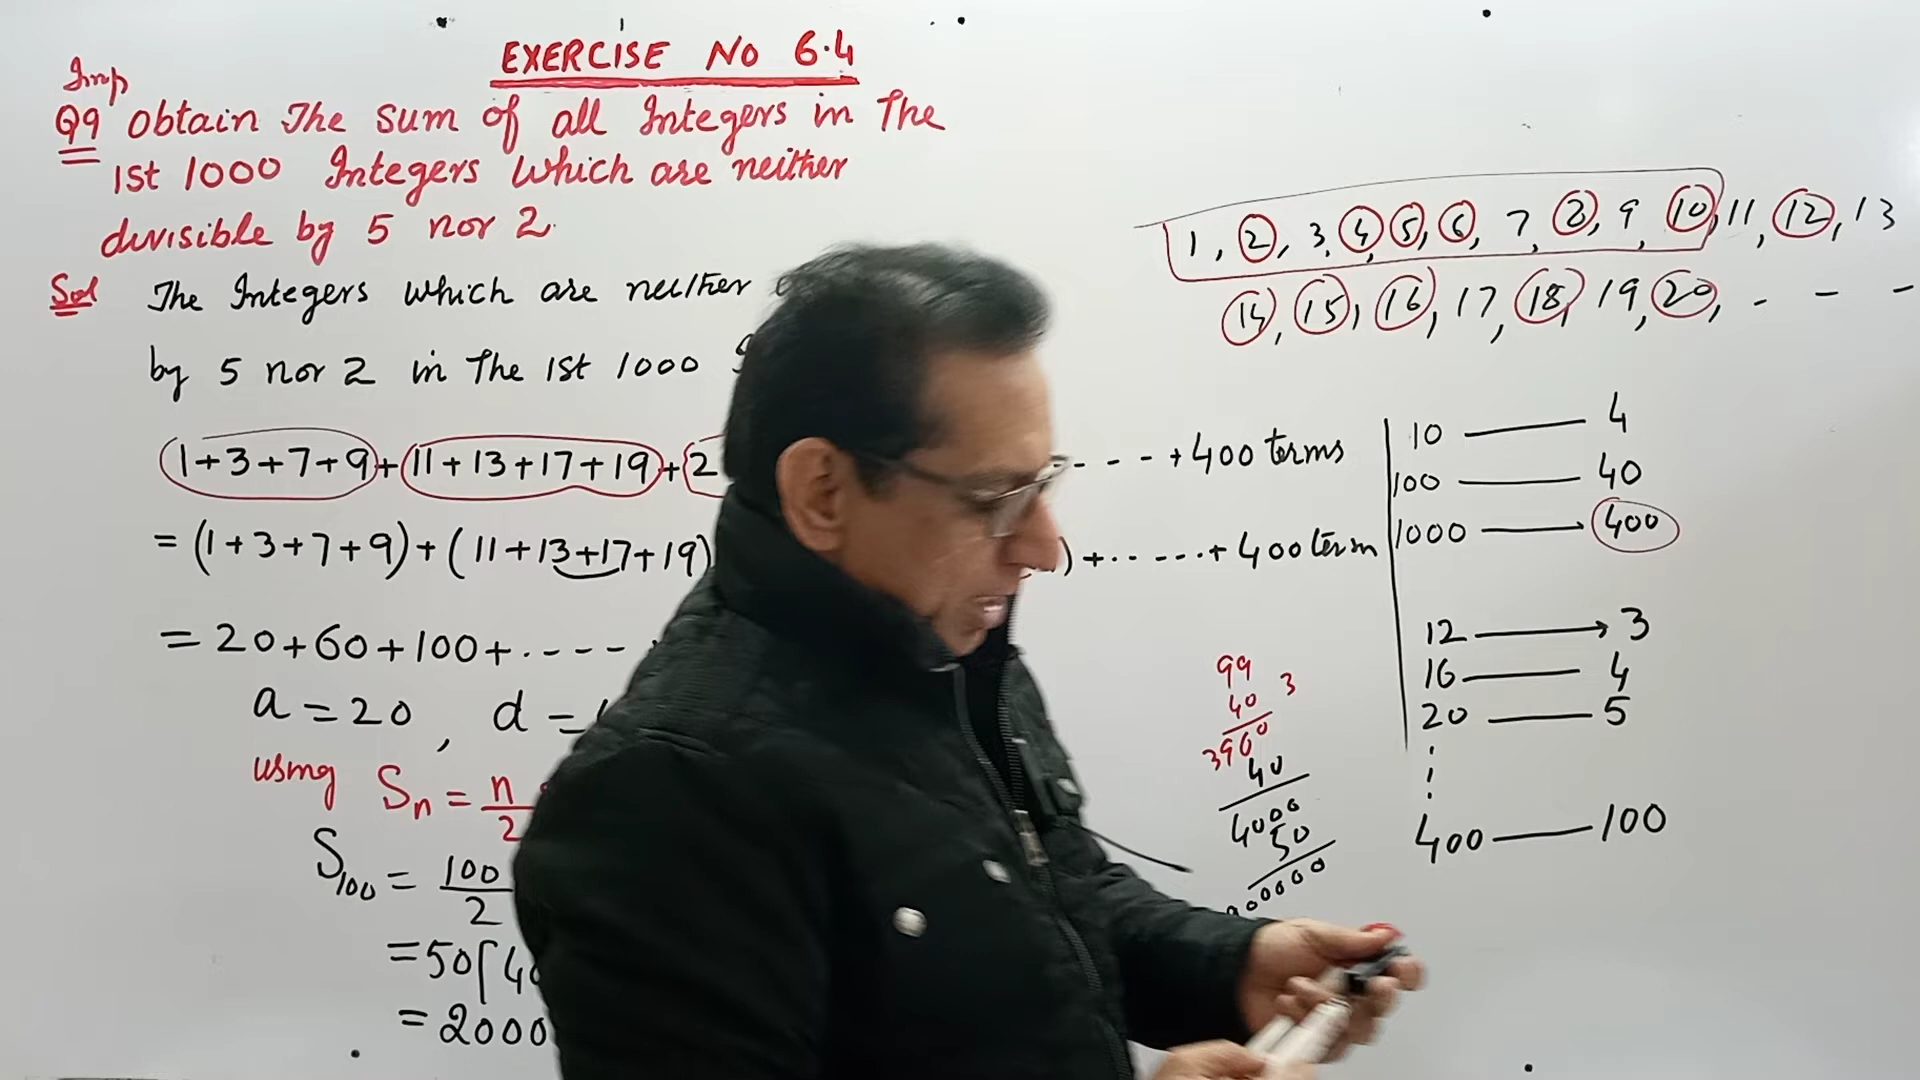 EXERCISE NO 6.4
Imp
Q9 obtain The sum of all Integers in The
1st 1000 Integers which are neither
divisible by 5 nor 2.
Sol The Integers which are neither
by 5 nor 2 in The 1st 1000
1+3+7+9+11+13+17+19+2 ---+400 terms
=(1+3+7+9)+(11+13+17+19) )+.....+400 term
=20+60+100+.----
a=20, d=
using Sn = n/2
S100 = 100/2
=50[40
=2000
1, 2, 3, 4, 5, 6, 7, 8, 9, 10, 11, 12, 13
14, 15, 16, 17, 18, 19, 20, - - -
10 — 4
100 — 40
1000 → 400
12 → 3
16 — 4
20 — 5
400 — 100
99
40 3
3960
40
4000
50